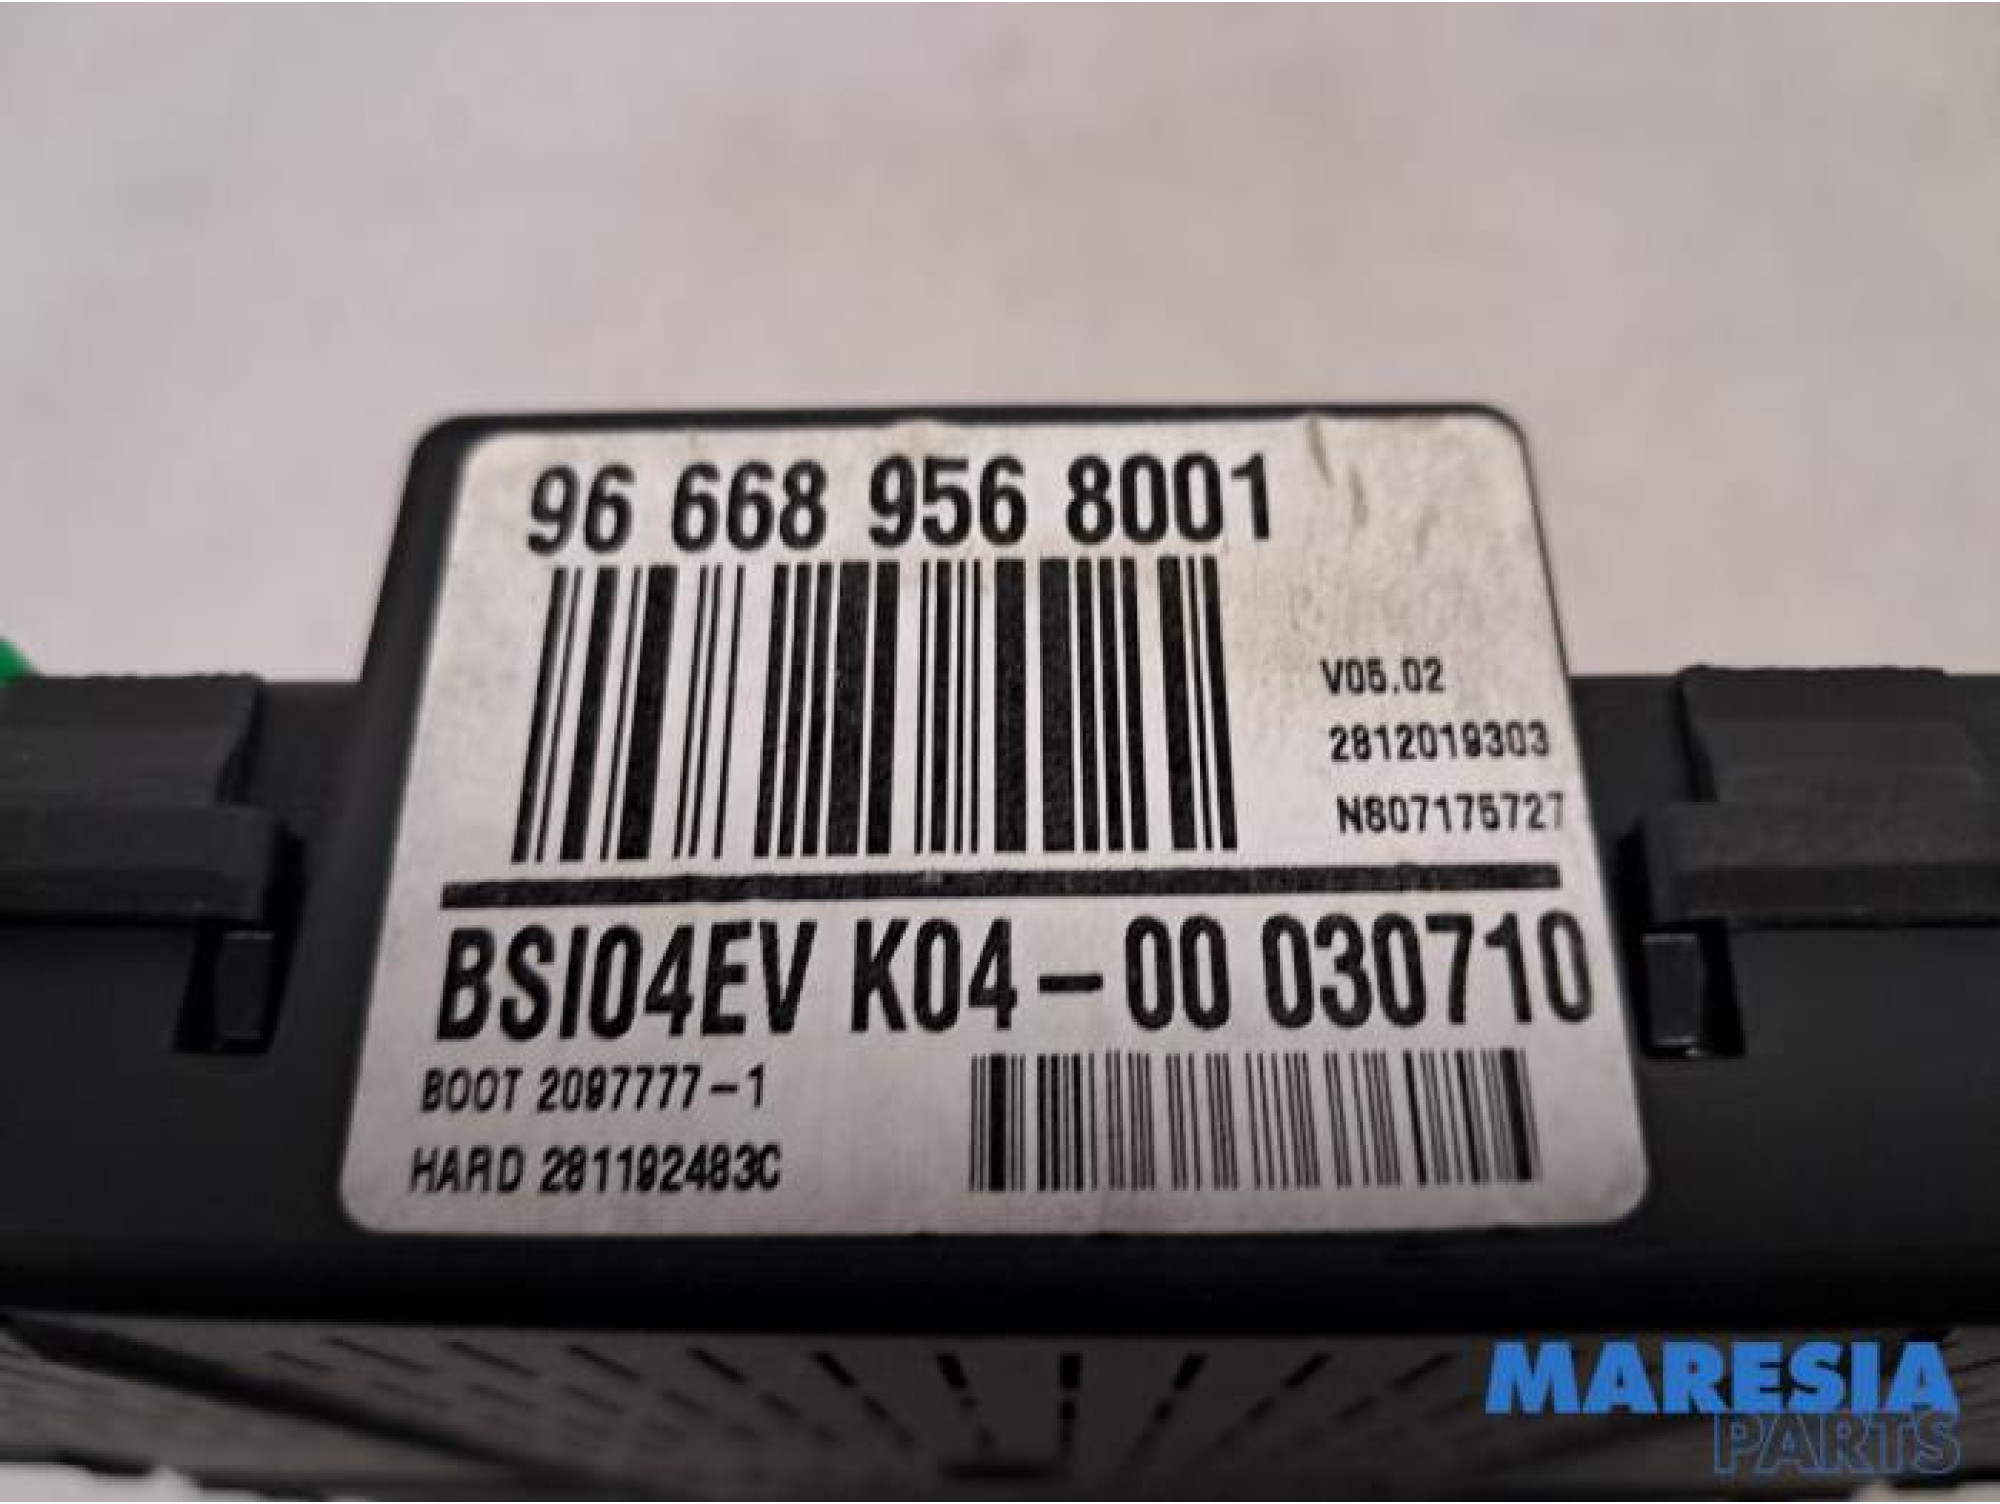 96 668 956 8001
V05.02
2812019303
N807175727
BSI04EV K04-00 030710
BOOT 2097777-1
HARD 281192483C
MARESIA
PARTS